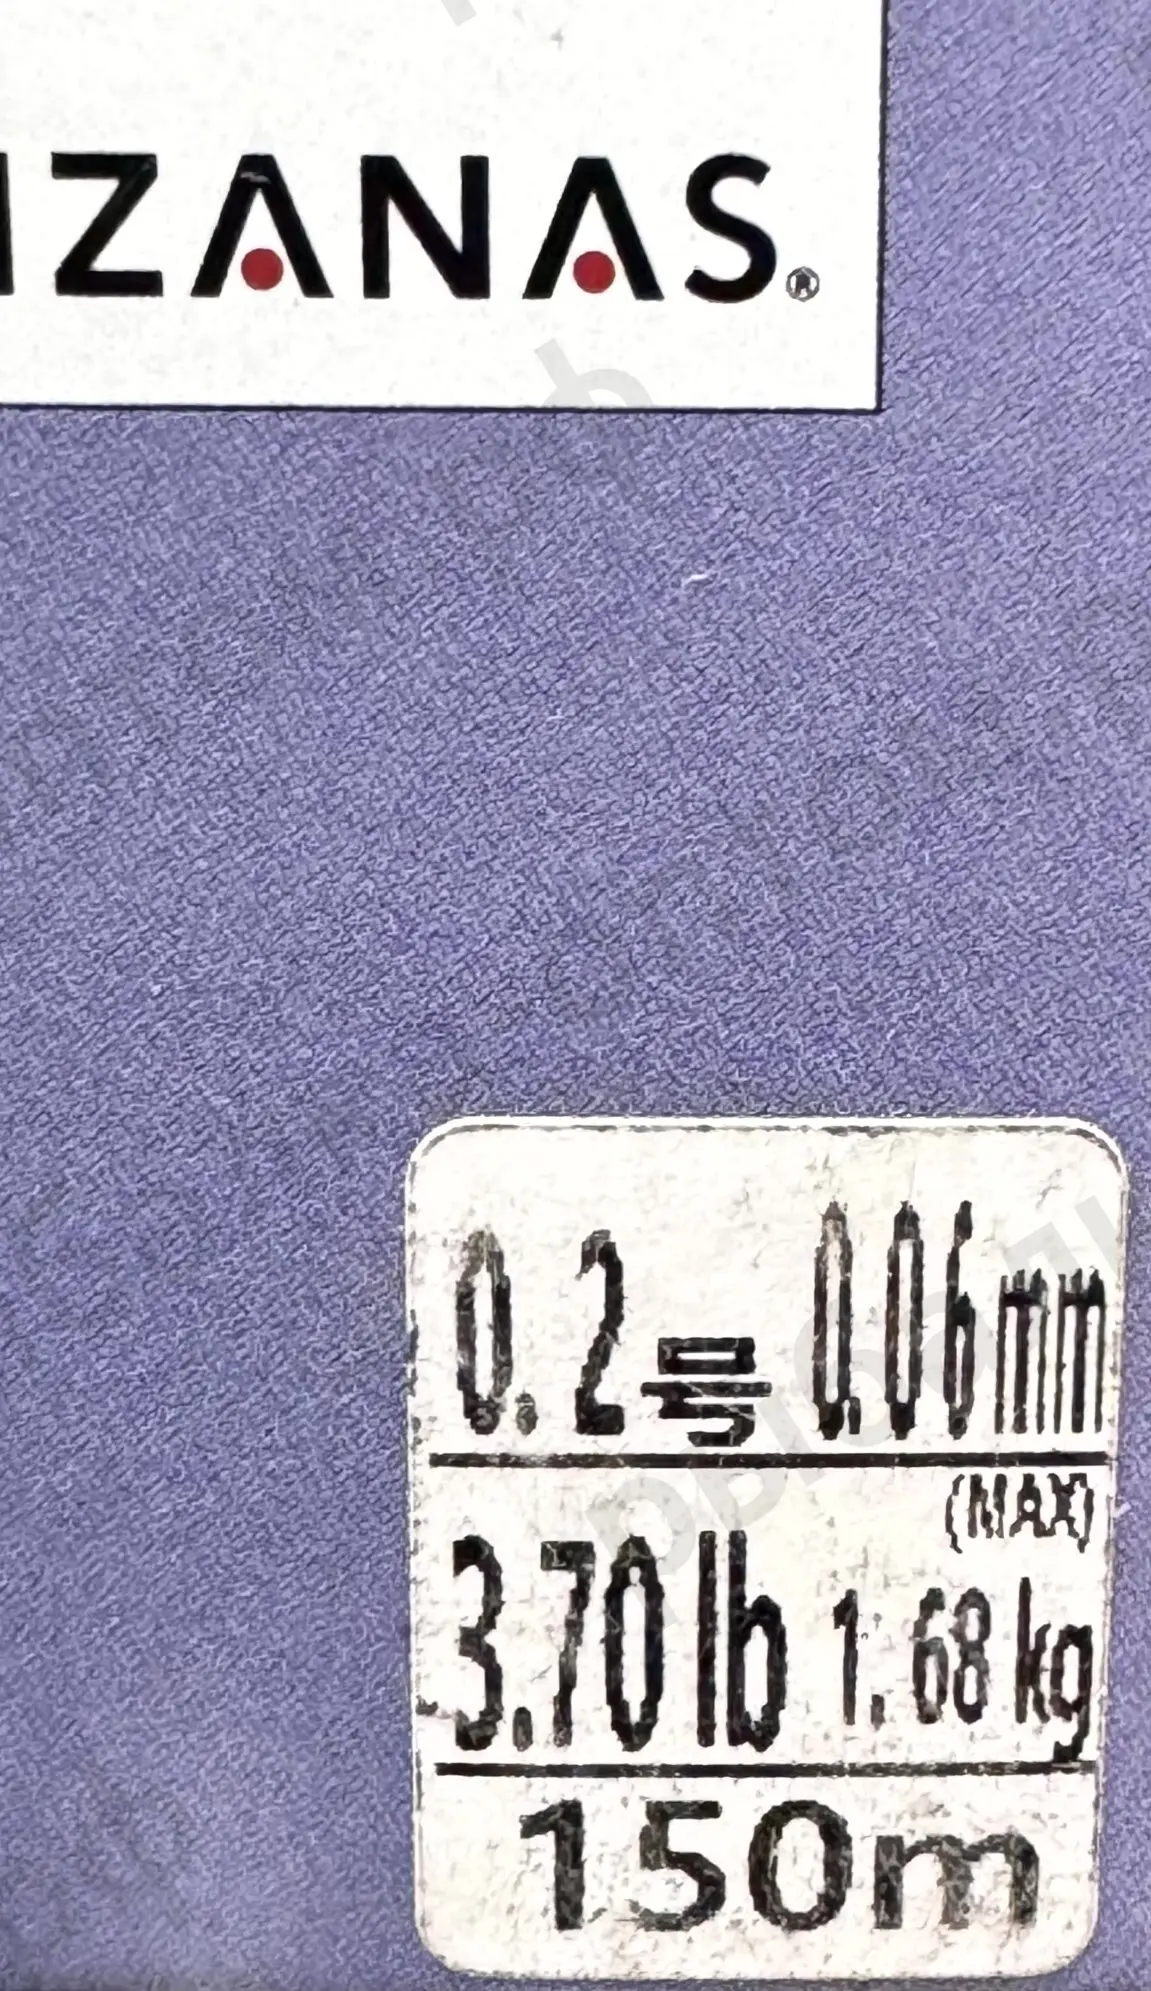 IZANAS®
0.2号 0.06mm
(MAX)
3.70lb 1.68kg
150m